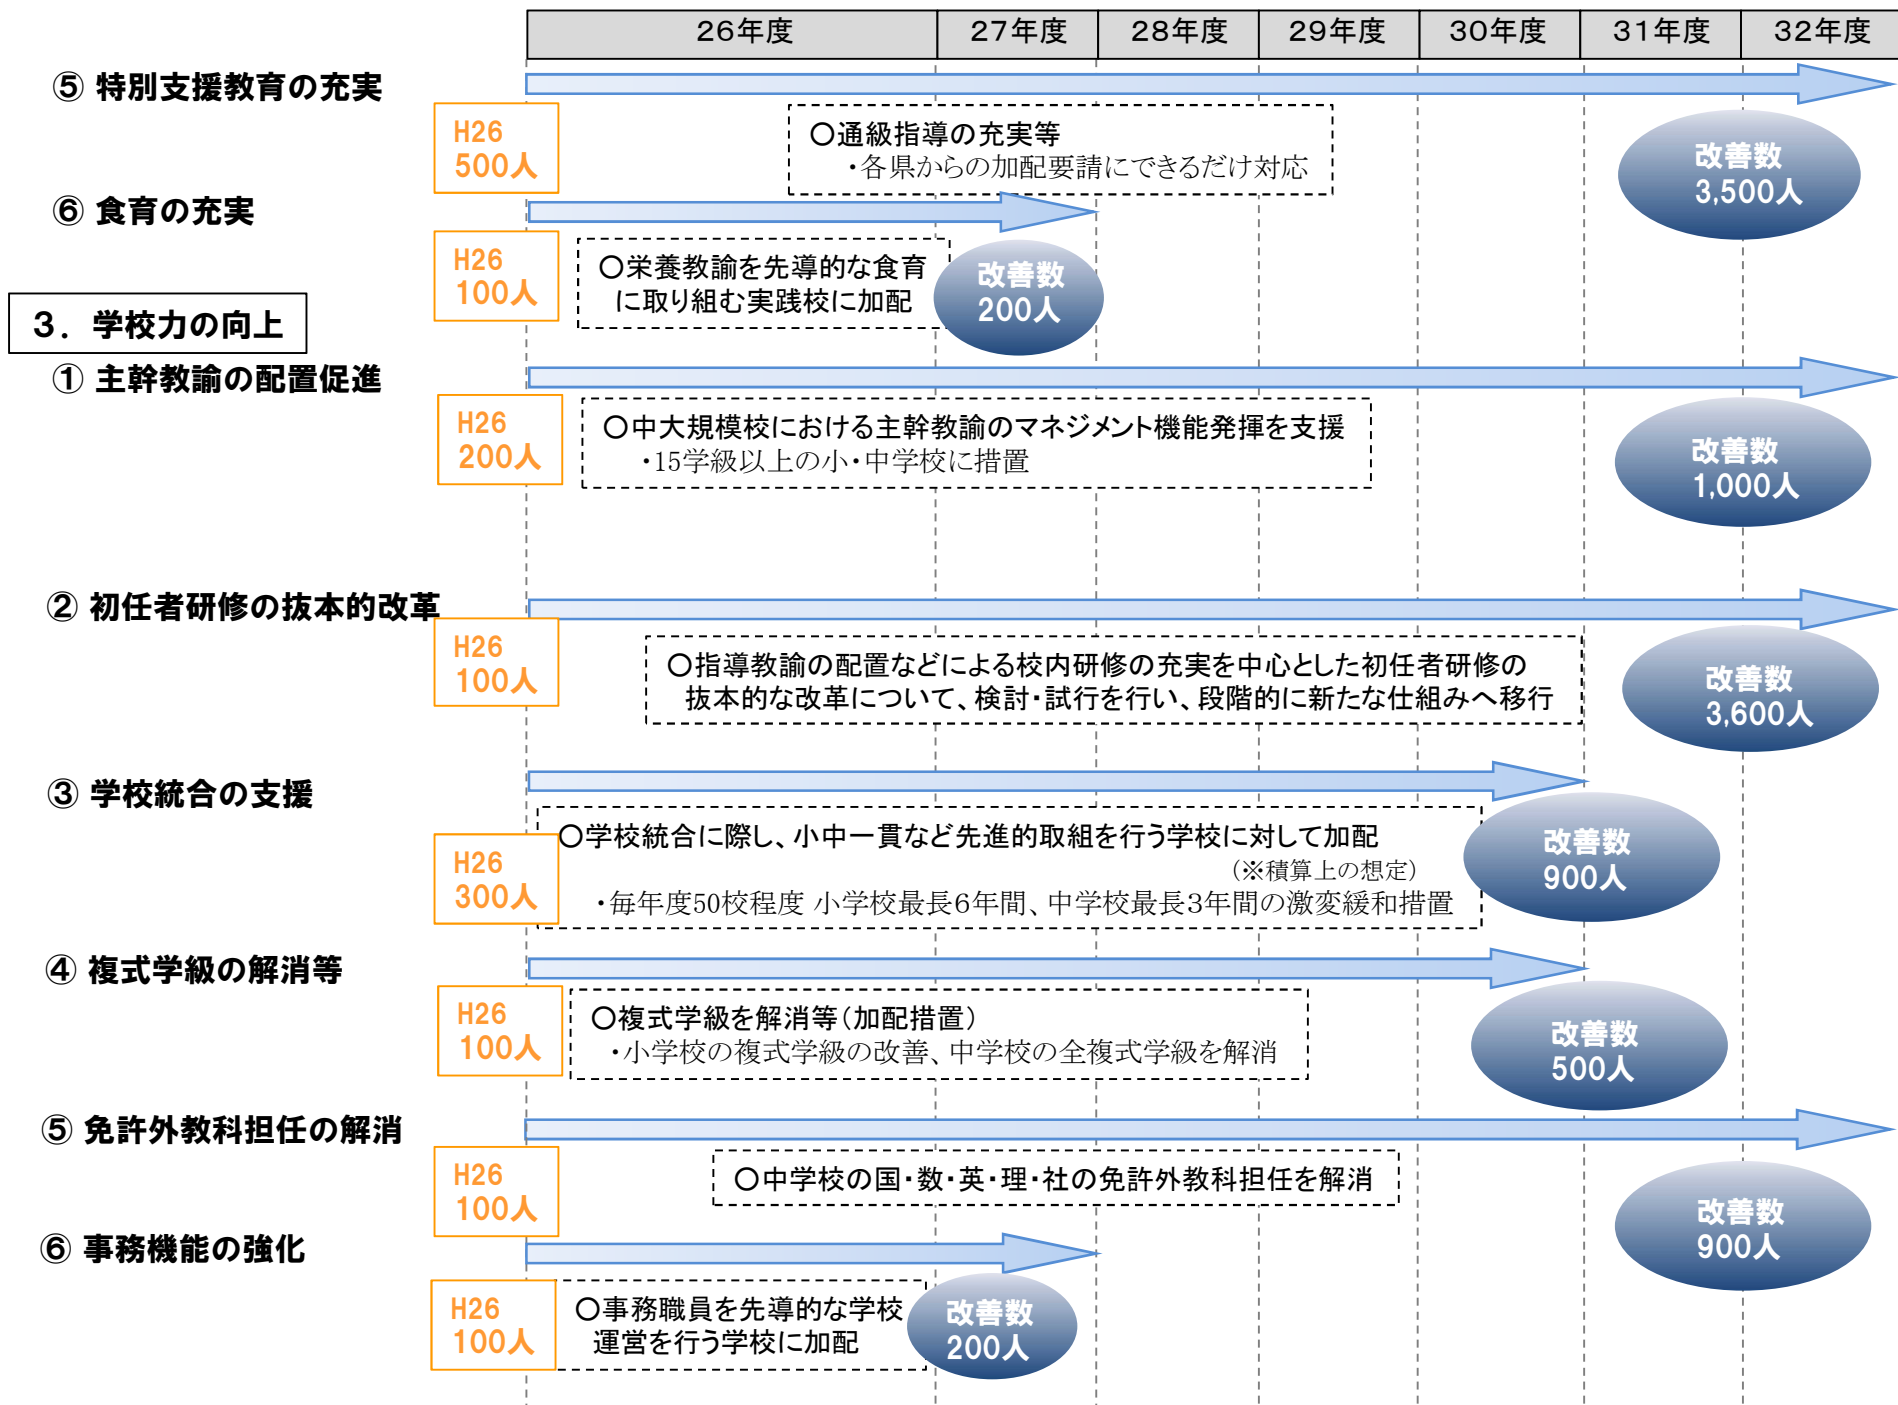 26年度 27年度 28年度 29年度 30年度 31年度 32年度
⑤ 特別支援教育の充実
H26
500人
○通級指導の充実等
・各県からの加配要請にできるだけ対応
改善数
3,500人
⑥ 食育の充実
H26
100人
○栄養教諭を先導的な食育
に取り組む実践校に加配
改善数
200人
３．学校力の向上
① 主幹教諭の配置促進
H26
200人
○中大規模校における主幹教諭のマネジメント機能発揮を支援
・15学級以上の小・中学校に措置
改善数
1,000人
② 初任者研修の抜本的改革
H26
100人
○指導教諭の配置などによる校内研修の充実を中心とした初任者研修の
抜本的な改革について、検討・試行を行い、段階的に新たな仕組みへ移行
改善数
3,600人
③ 学校統合の支援
H26
300人
○学校統合に際し、小中一貫など先進的取組を行う学校に対して加配
(※積算上の想定)
・毎年度50校程度 小学校最長6年間、中学校最長3年間の激変緩和措置
改善数
900人
④ 複式学級の解消等
H26
100人
○複式学級を解消等(加配措置)
・小学校の複式学級の改善、中学校の全複式学級を解消
改善数
500人
⑤ 免許外教科担任の解消
H26
100人
○中学校の国・数・英・理・社の免許外教科担任を解消
改善数
900人
⑥ 事務機能の強化
H26
100人
○事務職員を先導的な学校
運営を行う学校に加配
改善数
200人